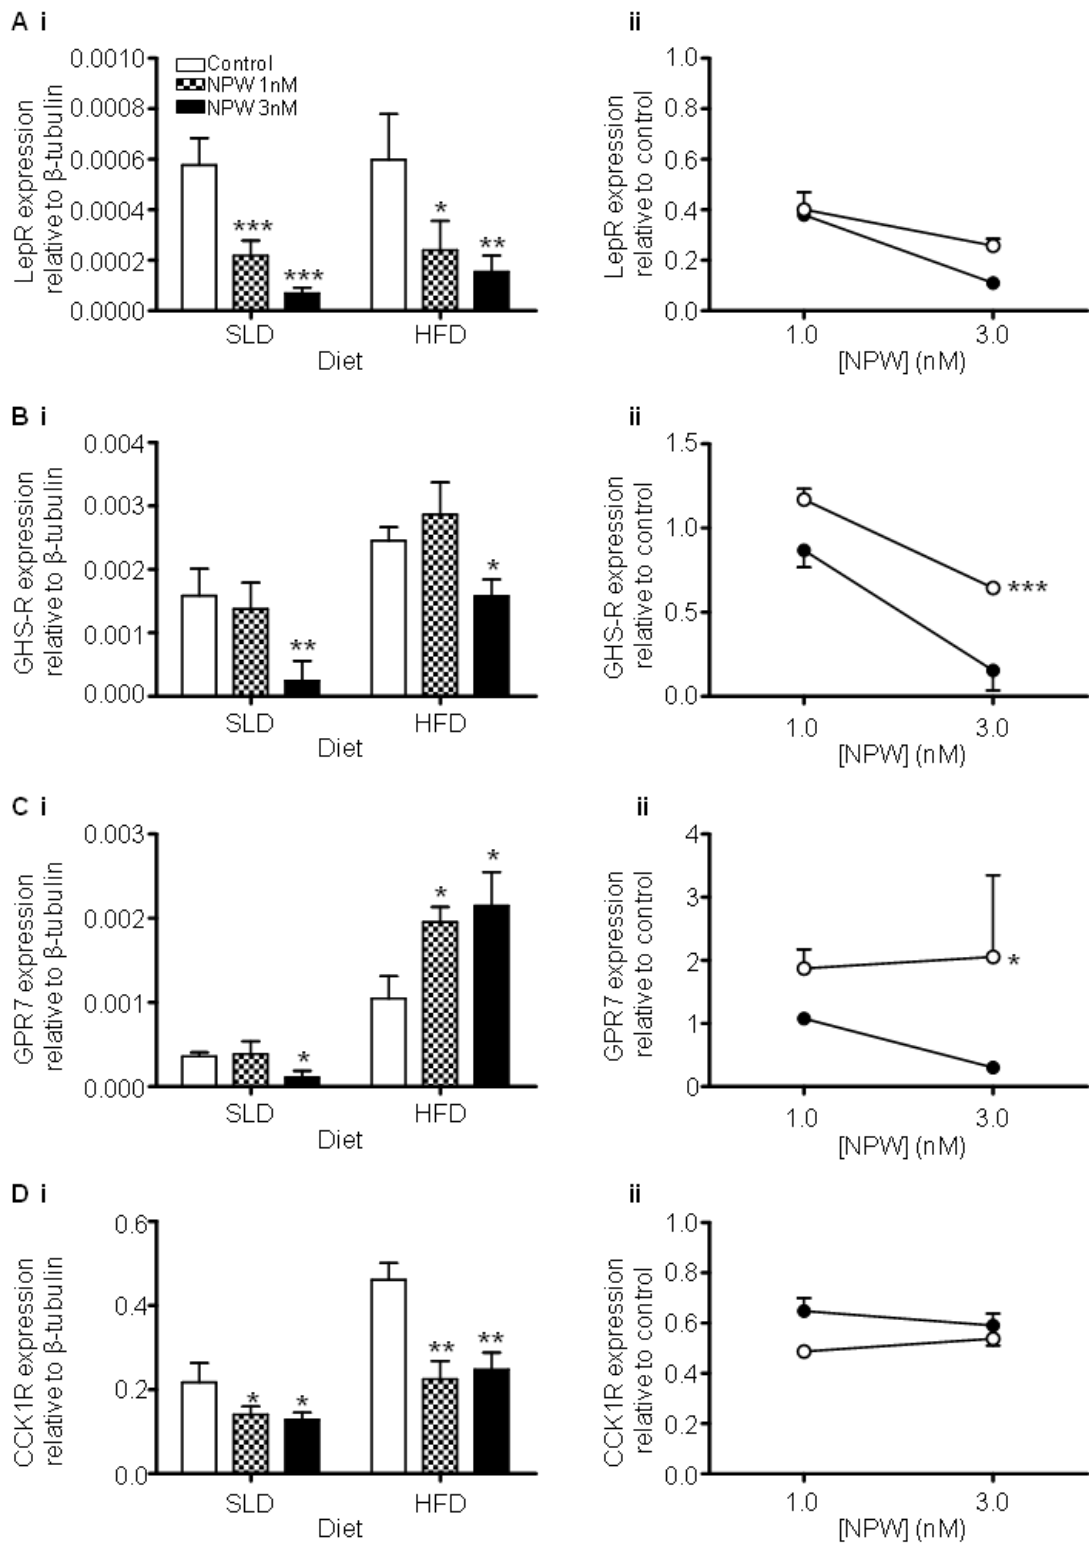 A i
LepR expression
relative to β-tubulin
0.0010
0.0008
0.0006
0.0004
0.0002
0.0000
Control
NPW 1nM
NPW 3nM
***
***
*
**
SLD
HFD
Diet
ii
LepR expression
relative to control
1.0
0.8
0.6
0.4
0.2
0.0
1.0
3.0
[NPW] (nM)
B i
GHS-R expression
relative to β-tubulin
0.004
0.003
0.002
0.001
0.000
**
*
SLD
HFD
Diet
ii
GHS-R expression
relative to control
1.5
1.0
0.5
0.0
***
1.0
3.0
[NPW] (nM)
C i
GPR7 expression
relative to β-tubulin
0.003
0.002
0.001
0.000
*
*
*
SLD
HFD
Diet
ii
GPR7 expression
relative to control
4
3
2
1
0
*
1.0
3.0
[NPW] (nM)
D i
CCK1R expression
relative to β-tubulin
0.6
0.4
0.2
0.0
*
*
**
**
SLD
HFD
Diet
ii
CCK1R expression
relative to control
1.0
0.8
0.6
0.4
0.2
0.0
1.0
3.0
[NPW] (nM)